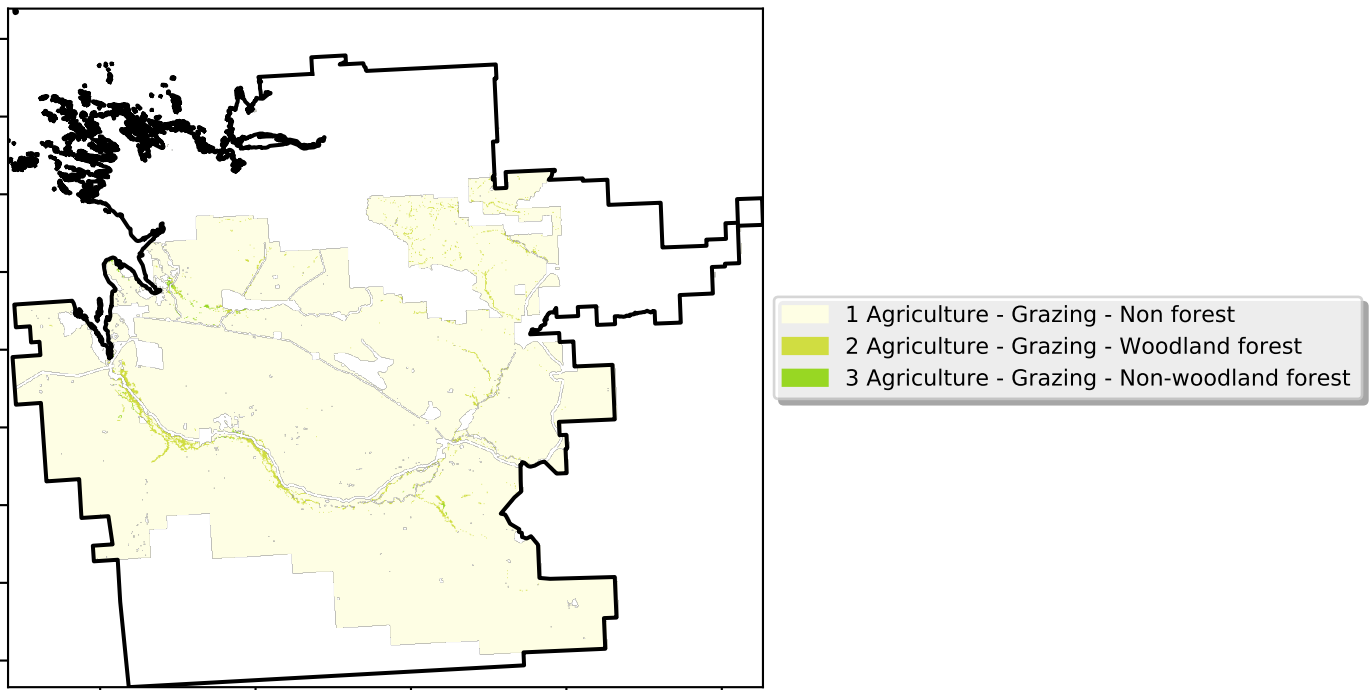 1 Agriculture - Grazing - Non forest
2 Agriculture - Grazing - Woodland forest
3 Agriculture - Grazing - Non-woodland forest